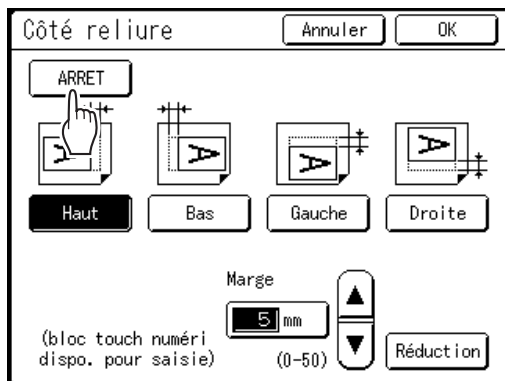 Côté reliure
Annuler
OK
ARRET
A A A A
Haut
Bas
Gauche
Droite
Marge
5 mm
(bloc touch numéri
dispo. pour saisie)
(0-50)
Réduction